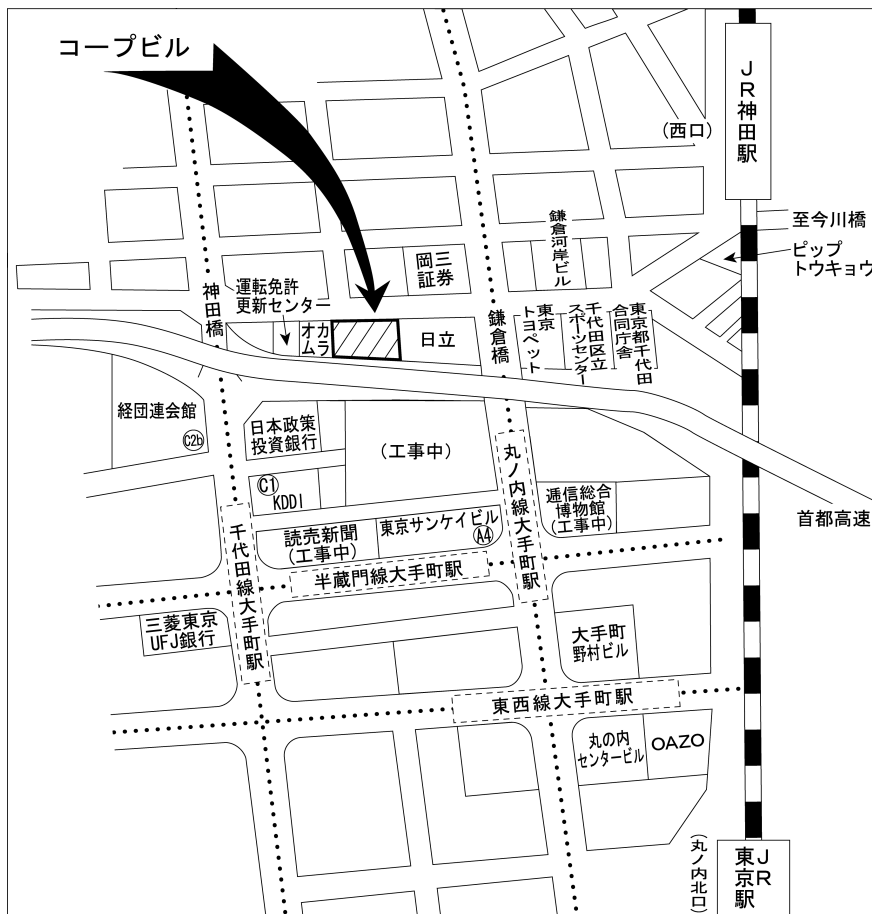 コープビル
JR神田駅
(西口)
至今川橋
ピップ
トウキョウ
鎌倉河岸ビル
岡三
証券
神田橋
運転免許
更新センター
オカ
ムラ
日立
鎌倉橋
東京
トヨペット
千代田区立
スポーツセンター
東京都千代田
合同庁舎
経団連会館
C2b
日本政策
投資銀行
(工事中)
丸ノ内線大手町駅
C1
KDDI
逓信総合
博物館
(工事中)
首都高速
千代田線大手町駅
読売新聞
(工事中)
東京サンケイビル
A4
半蔵門線大手町駅
三菱東京
UFJ銀行
大手町
野村ビル
東西線大手町駅
丸の内
センタービル
OAZO
(丸ノ内北口)
JR
東京駅